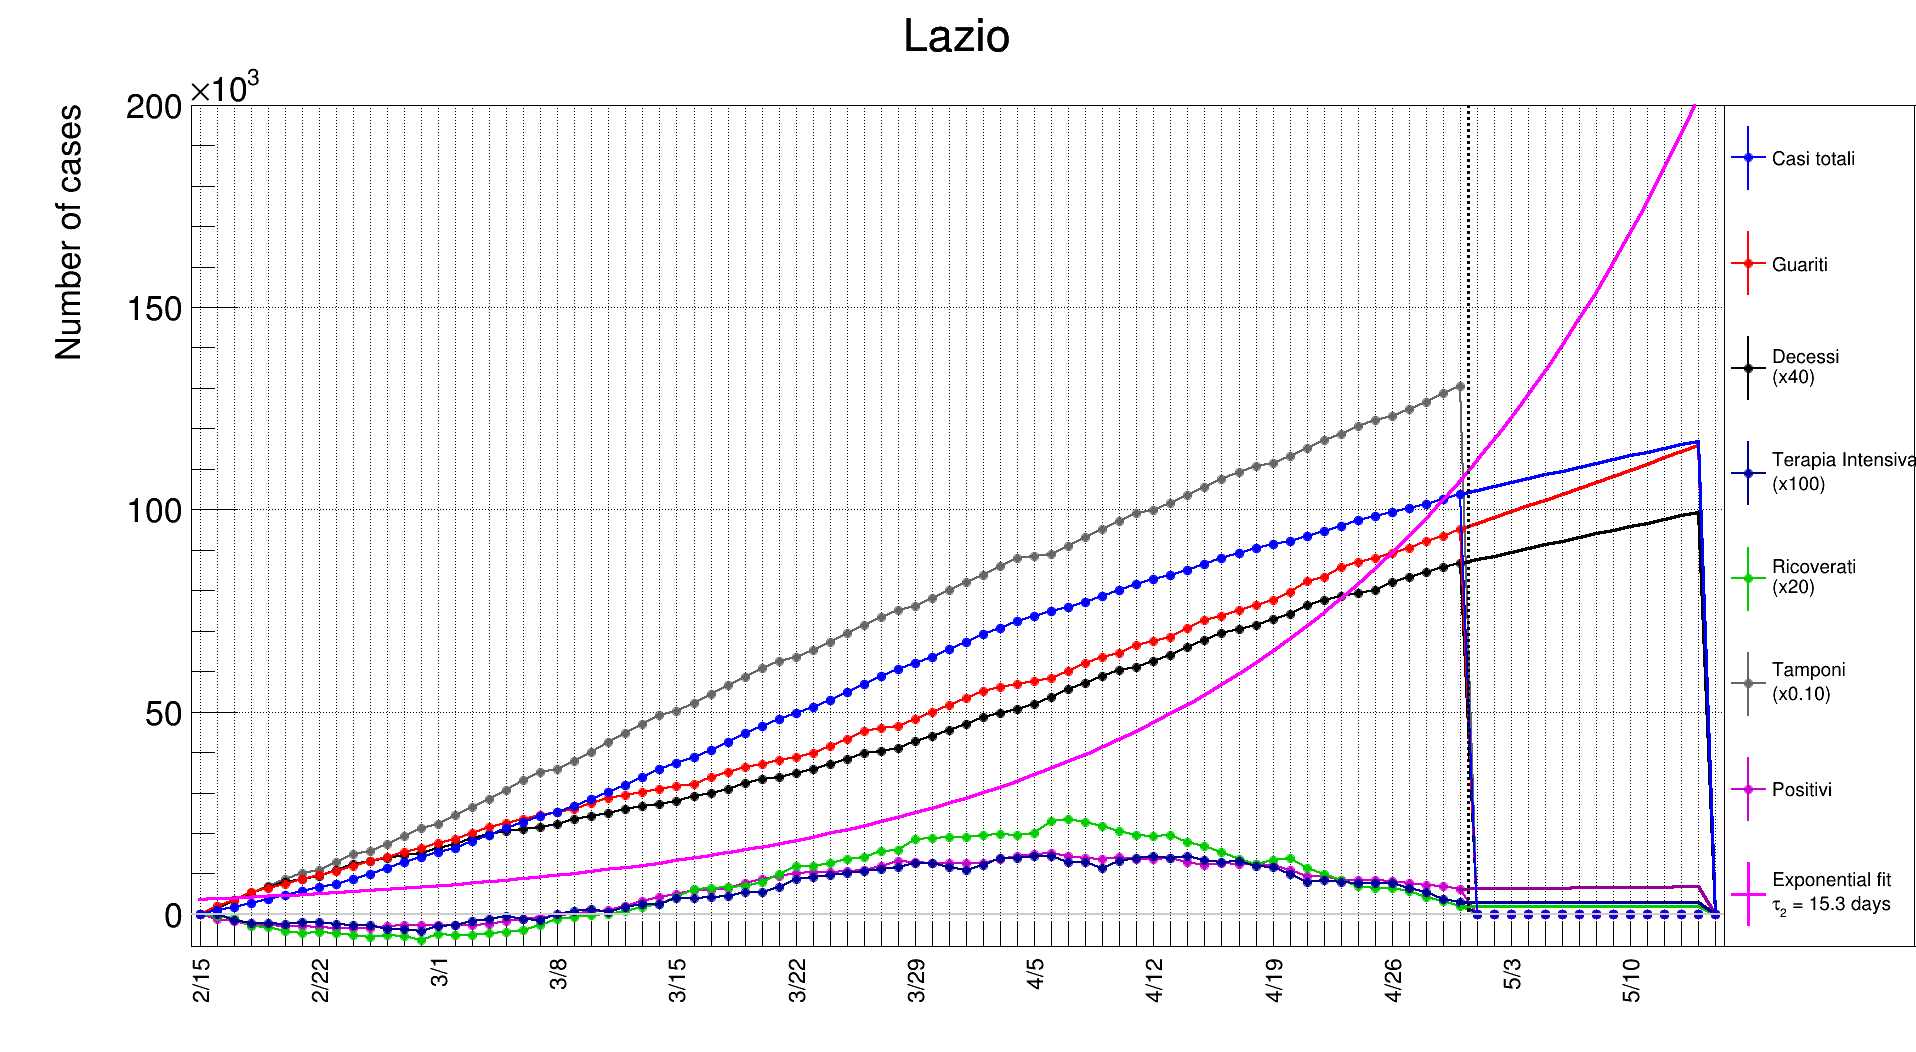 Lazio
×10³
Number of cases
200
150
100
50
0
2/15
2/22
3/1
3/8
3/15
3/22
3/29
4/5
4/12
4/19
4/26
5/3
5/10
Casi totali
Guariti
Decessi
(x40)
Terapia Intensiva
(x100)
Ricoverati
(x20)
Tamponi
(x0.10)
Positivi
Exponential fit
τ₂ = 15.3 days